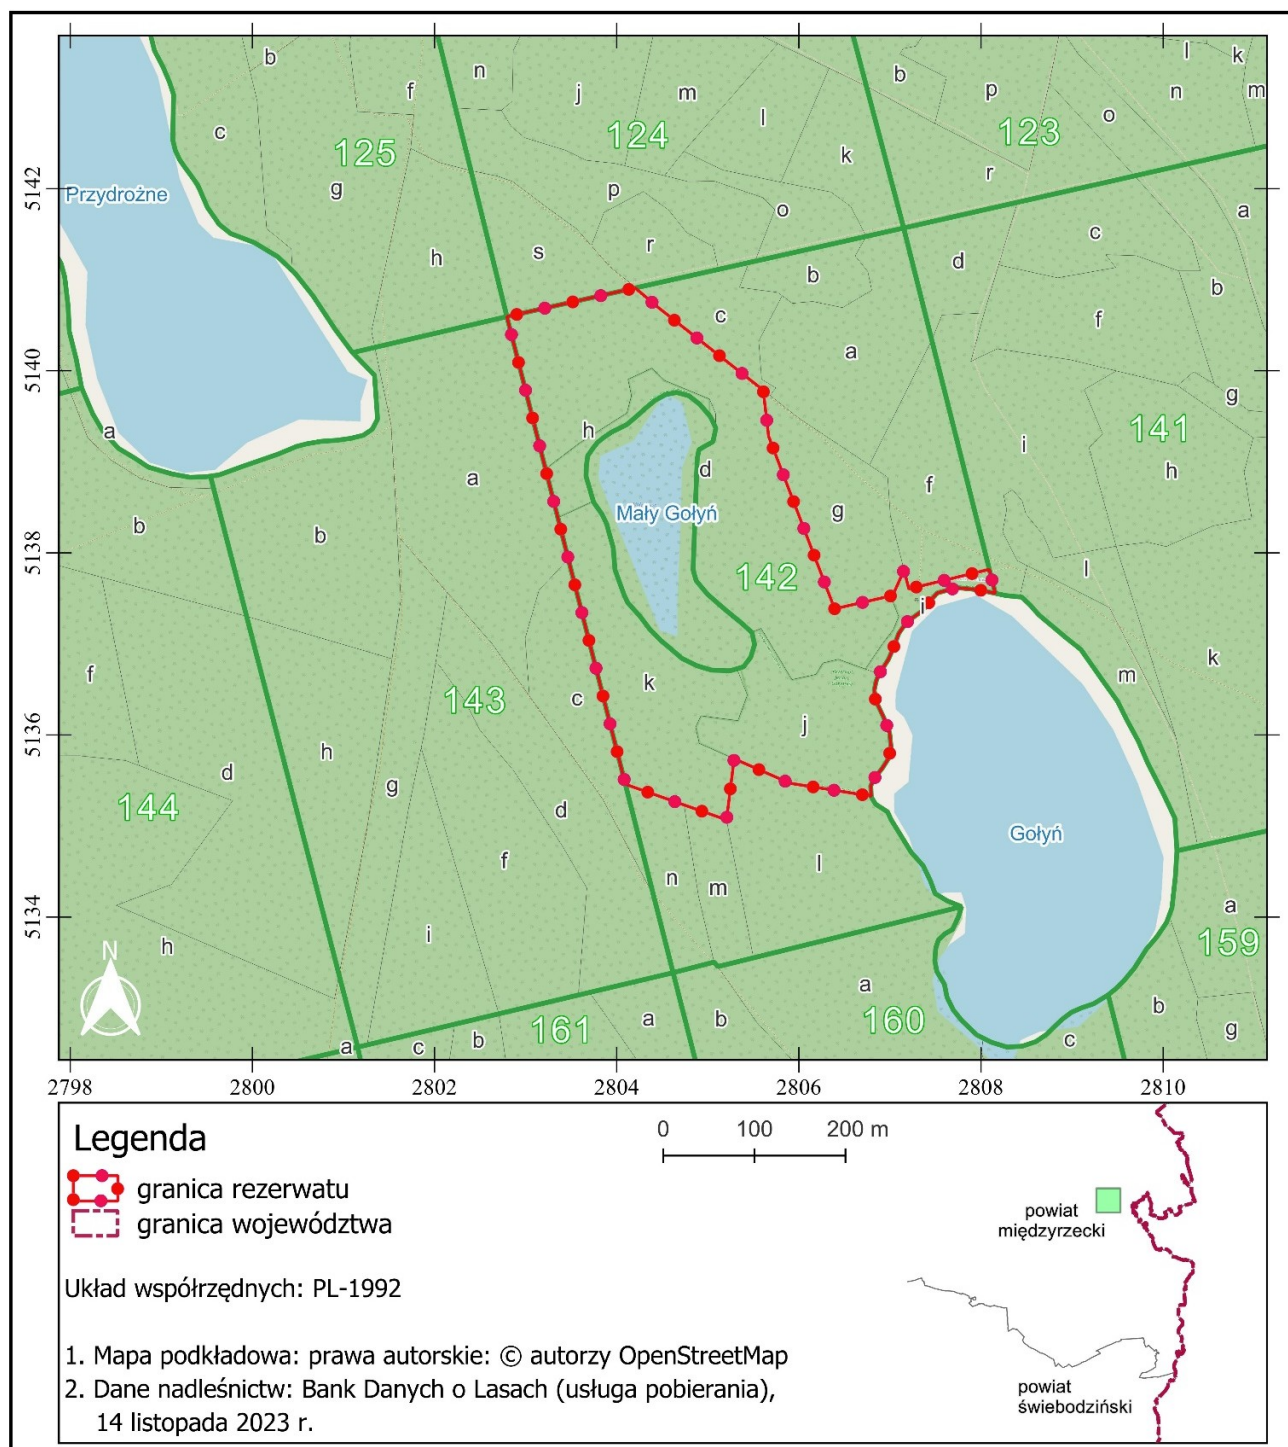 b
n
b
l
k
f
j
m
p
n
m
c
l
o
125
124
123
k
g
p
r
Przydrożne
o
a
5142
h
s
r
c
b
d
b
c
f
a
5140
g
a
h
i
141
a
d
h
f
b
b
Mały Gołyń
g
5138
142
l
i
k
f
143
k
m
c
j
5136
h
d
g
144
d
Gołyń
f
l
n
m
5134
a
h
i
159
N
a
b
161
a
b
160
g
a
c
b
c
2798
2800
2802
2804
2806
2808
2810
Legenda
0 100 200 m
granica rezerwatu
granica województwa
powiat
międzyrzecki
Układ współrzędnych: PL-1992
1. Mapa podkładowa: prawa autorskie: © autorzy OpenStreetMap
2. Dane nadleśnictw: Bank Danych o Lasach (usługa pobierania),
14 listopada 2023 r.
powiat
świebodziński